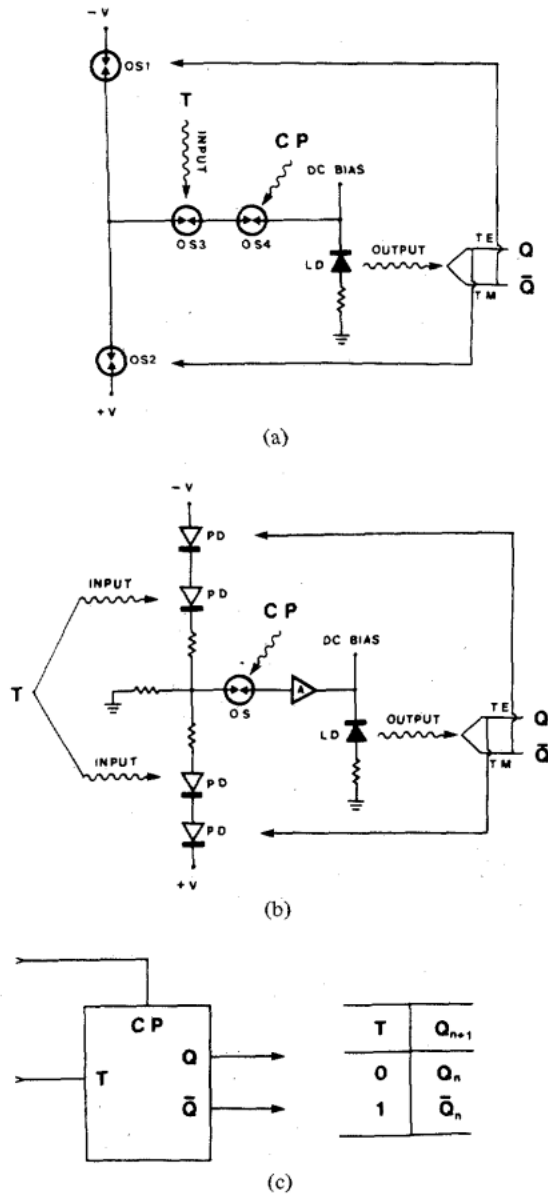 - V
OS1
T
INPUT
CP
DC BIAS
OS3
OS4
LD
OUTPUT
TE
Q
TM
Q̄
OS2
+V
(a)
- V
PD
INPUT
PD
CP
DC BIAS
T
OS
A
LD
OUTPUT
TE
Q
TM
Q̄
INPUT
PD
PD
+V
(b)
CP
T
Q
Q̄
T Qn+1
0 Qn
1 Q̄n
(c)